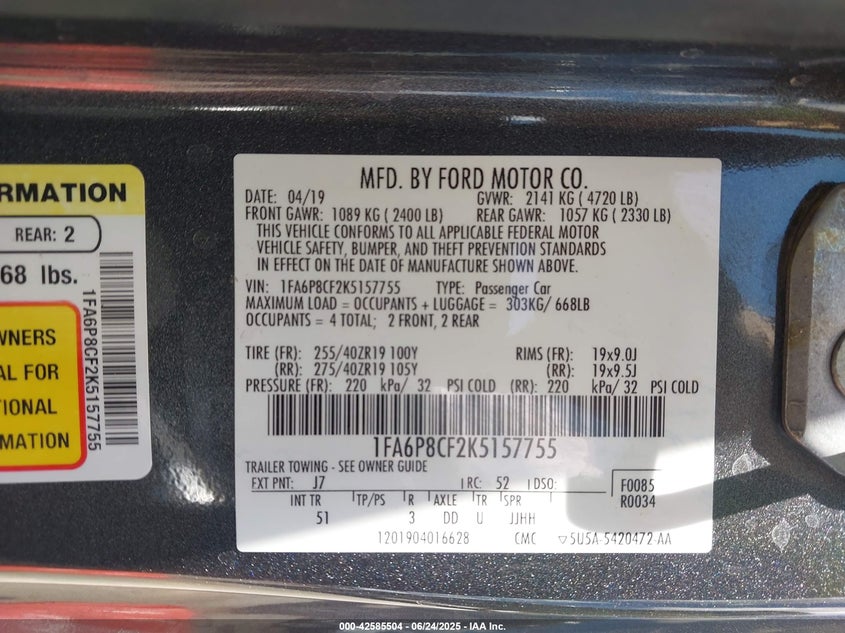 RMATION
REAR: 2
68 lbs.
WNERS
AL FOR
TIONAL
RMATION
1FA6P8CF2K5157755
MFD. BY FORD MOTOR CO.
DATE: 04/19 GVWR: 2141 KG ( 4720 LB)
FRONT GAWR: 1089 KG ( 2400 LB) REAR GAWR: 1057 KG ( 2330 LB)
THIS VEHICLE CONFORMS TO ALL APPLICABLE FEDERAL MOTOR
VEHICLE SAFETY, BUMPER, AND THEFT PREVENTION STANDARDS
IN EFFECT ON THE DATE OF MANUFACTURE SHOWN ABOVE.
VIN: 1FA6P8CF2K5157755 TYPE: Passenger Car
MAXIMUM LOAD = OCCUPANTS + LUGGAGE = 303KG/ 668LB
OCCUPANTS = 4 TOTAL; 2 FRONT, 2 REAR
TIRE (FR): 255/40ZR19 100Y RIMS (FR): 19x9.0J
(RR): 275/40ZR19 105Y (RR): 19x9.5J
PRESSURE (FR): 220 kPa/ 32 PSI COLD (RR): 220 kPa/ 32 PSI COLD
1FA6P8CF2K5157755
TRAILER TOWING - SEE OWNER GUIDE
EXT PNT: J7 RC: 52 DSO: F0085
R0034
INT TR TP/PS R AXLE TR SPR
51 3 DD U JJHH
1201904016628 CMC ▽5U5A-5420472-AA
000-42585504 - 06/24/2025 - IAA Inc.